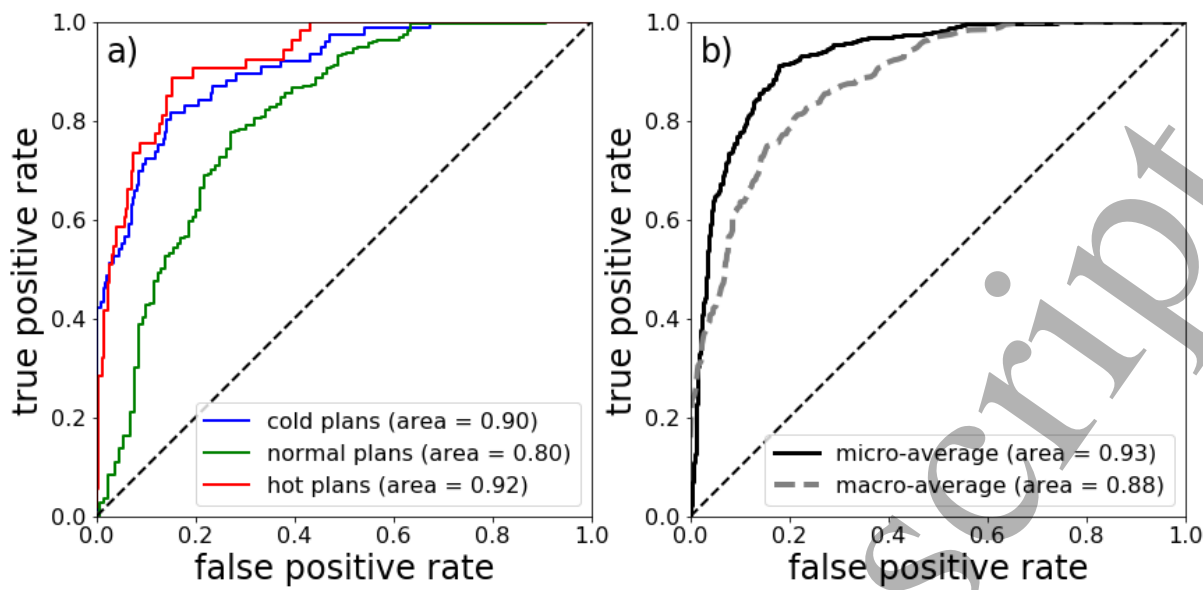 a)
1.0
0.8
0.6
0.4
0.2
0.0
true positive rate
cold plans (area = 0.90)
normal plans (area = 0.80)
hot plans (area = 0.92)
0.0 0.2 0.4 0.6 0.8 1.0
false positive rate
b)
1.0
0.8
0.6
0.4
0.2
0.0
true positive rate
micro-average (area = 0.93)
macro-average (area = 0.88)
0.0 0.2 0.4 0.6 0.8 1.0
false positive rate
script